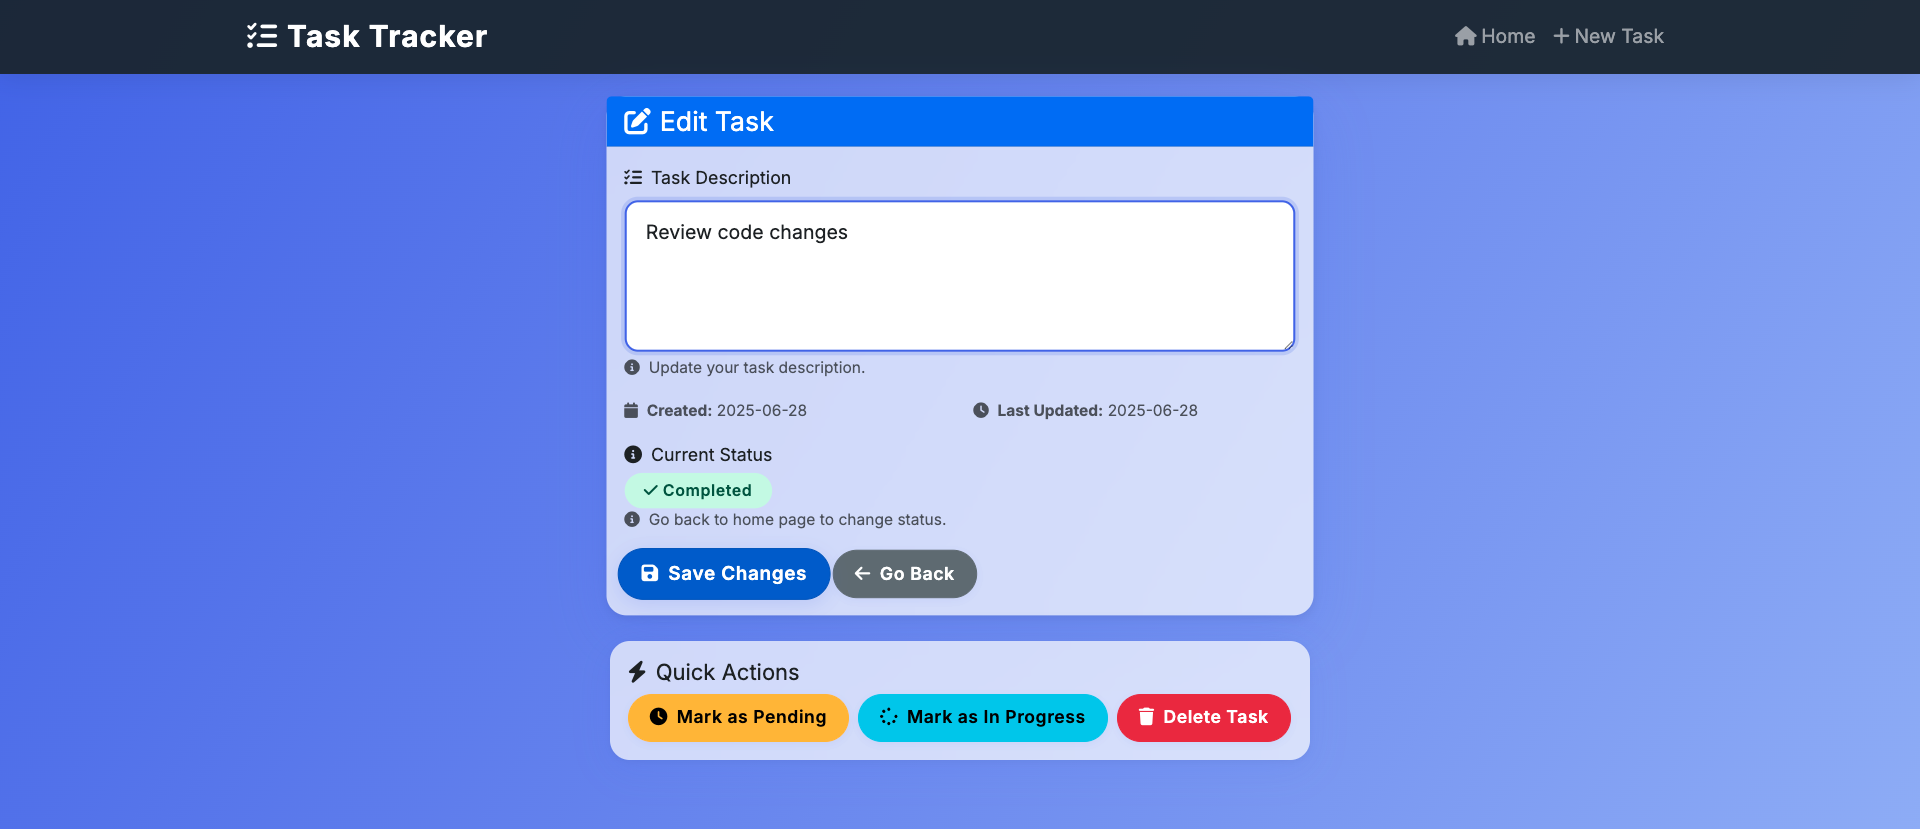 Task Tracker
Home
New Task
Edit Task
Task Description
Review code changes
Update your task description.
Created: 2025-06-28
Last Updated: 2025-06-28
Current Status
Completed
Go back to home page to change status.
Save Changes
Go Back
Quick Actions
Mark as Pending
Mark as In Progress
Delete Task